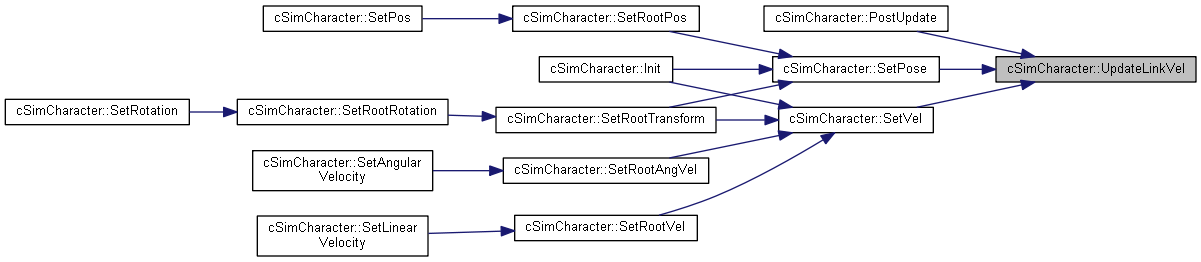 cSimCharacter::SetPos
cSimCharacter::SetRootPos
cSimCharacter::PostUpdate
cSimCharacter::Init
cSimCharacter::SetPose
cSimCharacter::UpdateLinkVel
cSimCharacter::SetRotation
cSimCharacter::SetRootRotation
cSimCharacter::SetRootTransform
cSimCharacter::SetVel
cSimCharacter::SetAngular
Velocity
cSimCharacter::SetRootAngVel
cSimCharacter::SetLinear
Velocity
cSimCharacter::SetRootVel